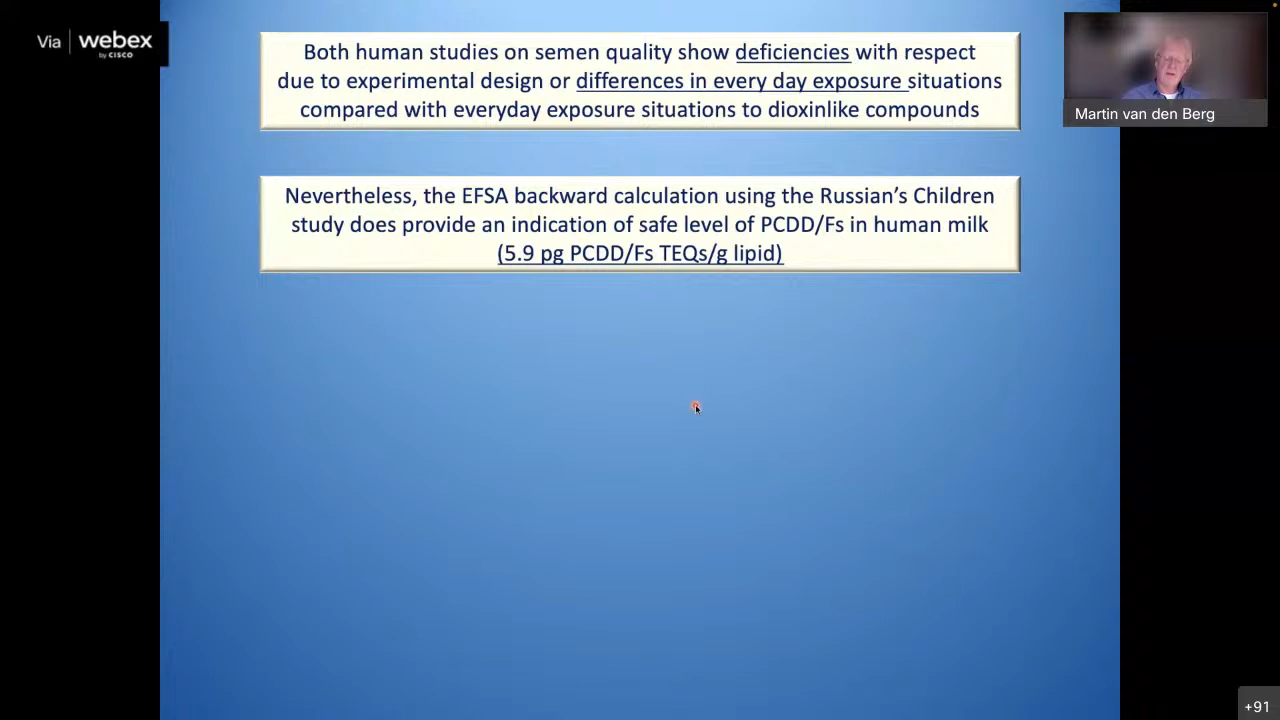 Via webex
by CISCO
Both human studies on semen quality show deficiencies with respect
due to experimental design or differences in every day exposure situations
compared with everyday exposure situations to dioxinlike compounds
Martin van den Berg
Nevertheless, the EFSA backward calculation using the Russian's Children
study does provide an indication of safe level of PCDD/Fs in human milk
(5.9 pg PCDD/Fs TEQs/g lipid)
+91